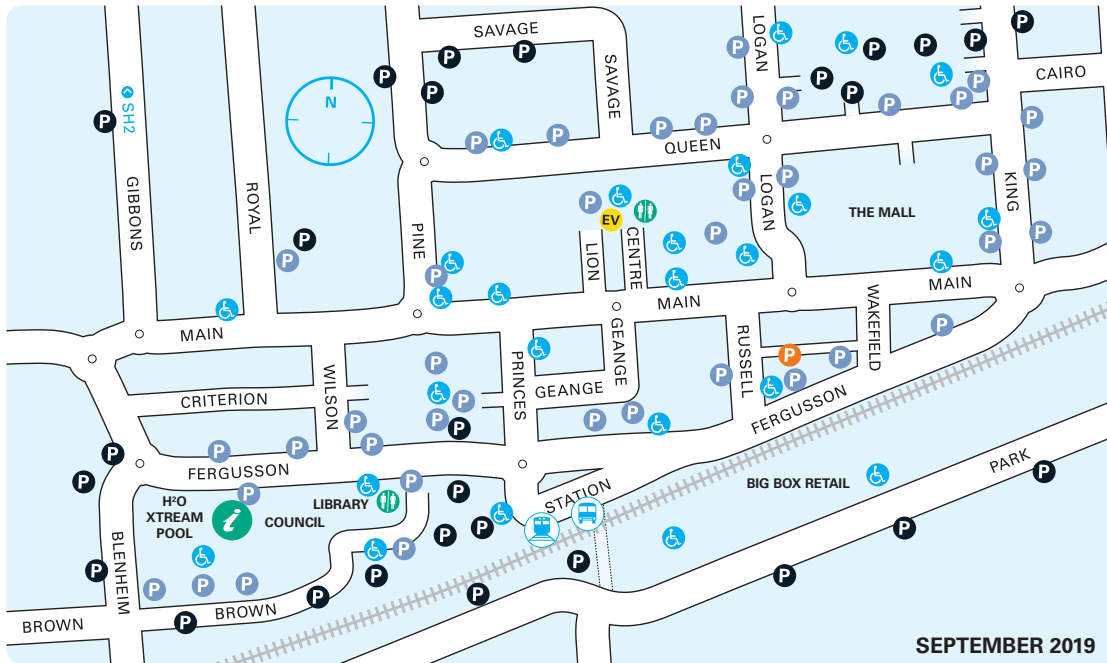 SAVAGE
LOGAN
P
P
P
P
P
P
SAVAGE
P
P
P
P
P
CAIRO
SH2
N
P
P
P
P
P
P
P
P
P
P
P
P
P
P
QUEEN
P
P
P
P
GIBBONS
ROYAL
PINE
LOGAN
KING
P
P
P
P
THE MALL
EV
LION
CENTRE
P
P
P
P
P
P
MAIN
MAIN
MAIN
WAKEFIELD
P
RUSSELL
GEANGE
PRINCES
P
P
P
P
P
WILSON
GEANGE
CRITERION
P
P
P
P
P
P
P
FERGUSSON
P
P
P
P
FERGUSSON
P
P
P
P
P
STATION
BIG BOX RETAIL
PARK
P
H²O
XTREAM
POOL
i
COUNCIL
LIBRARY
P
P
P
P
P
BLENHEIM
P
P
P
P
P
P
P
P
P
BROWN
BROWN
P
SEPTEMBER 2019